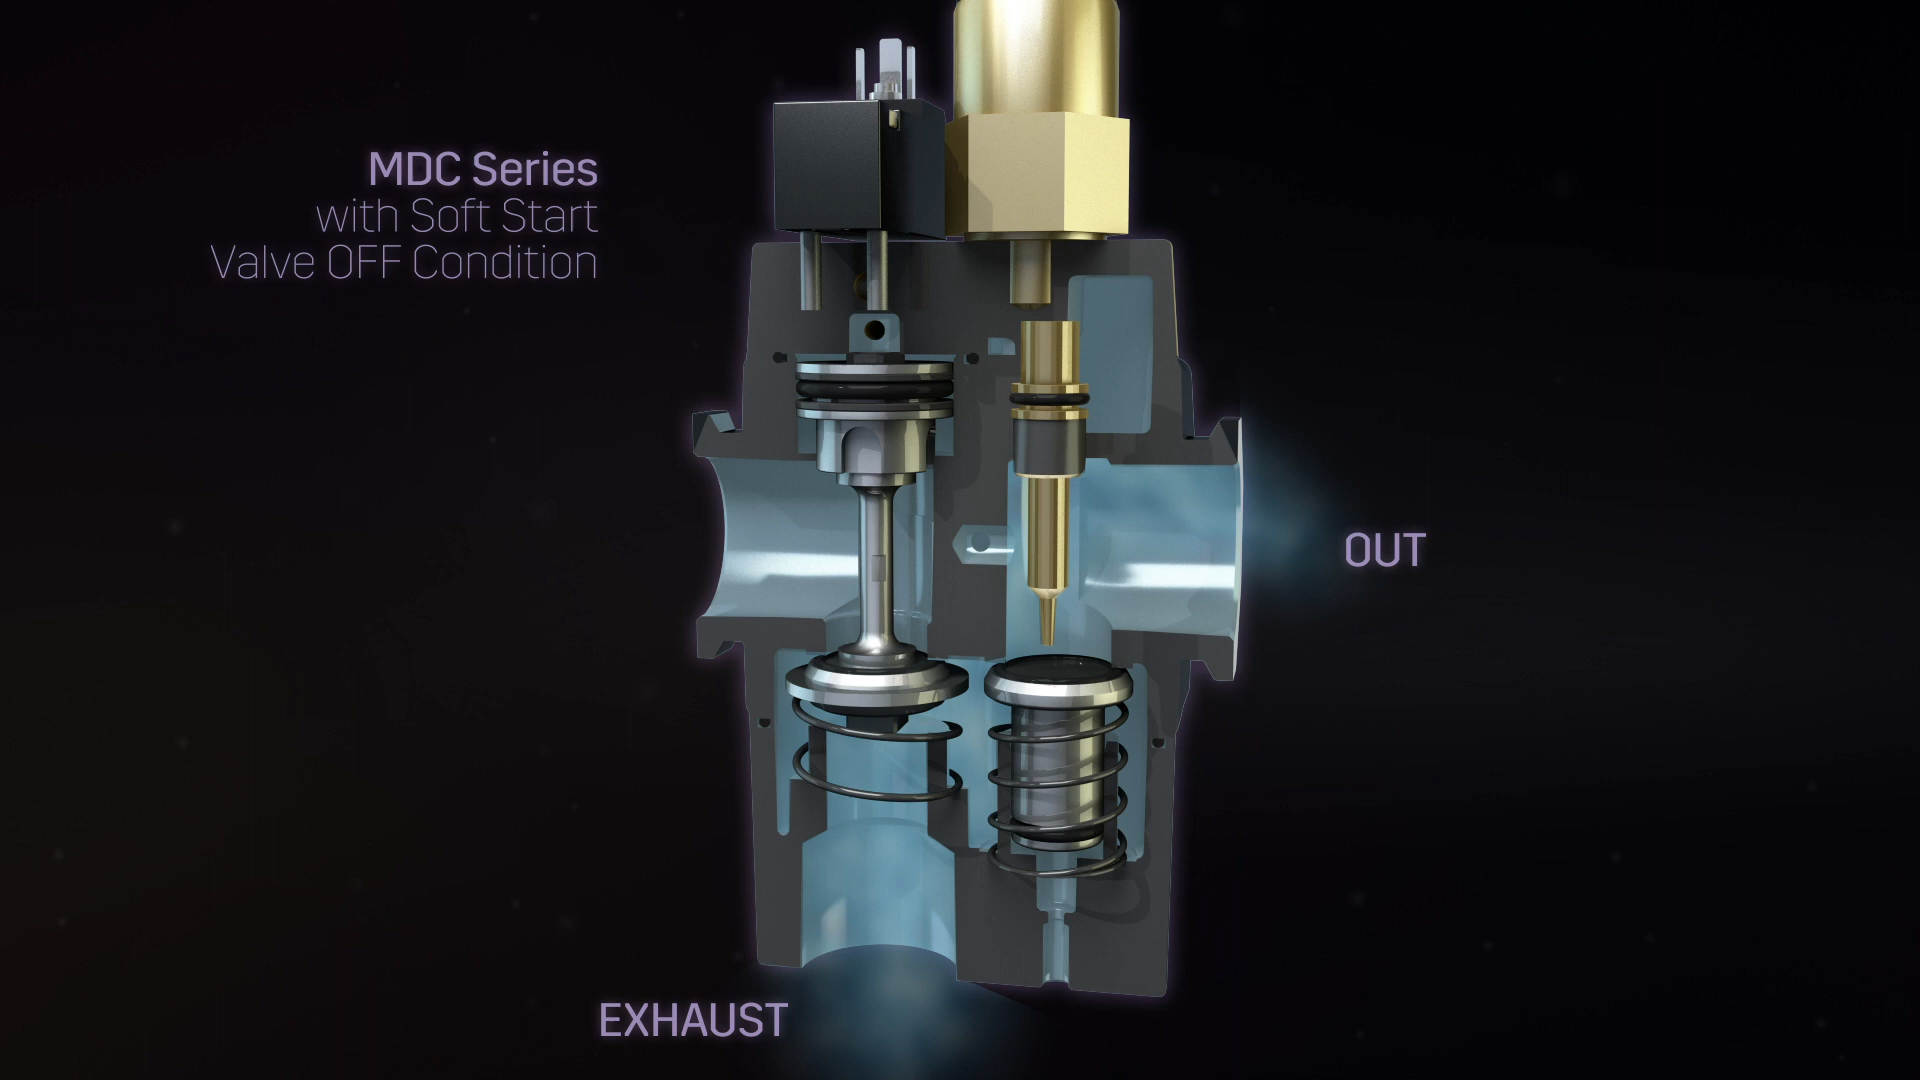 MDC Series
with Soft Start
Valve OFF Condition
OUT
EXHAUST